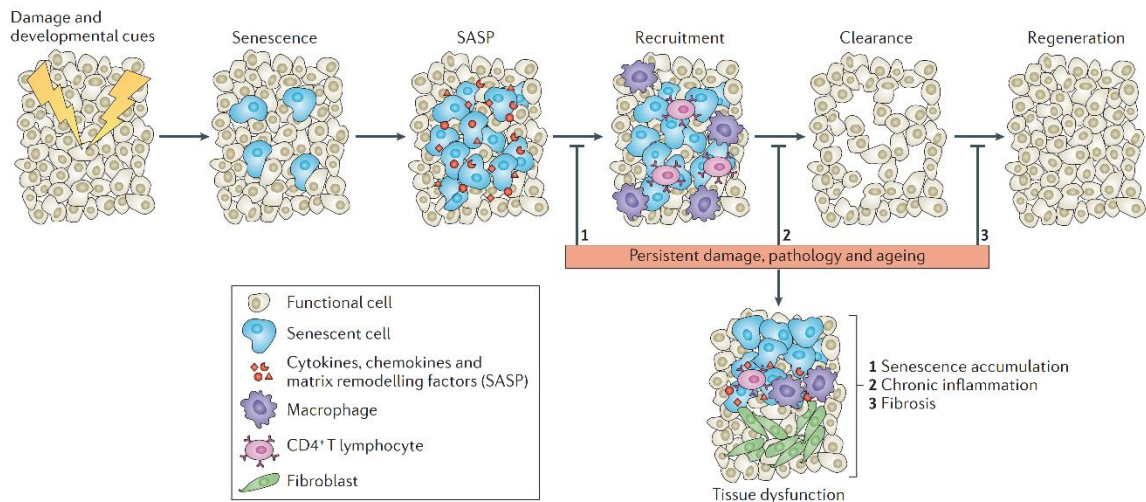 Damage and
developmental cues
Senescence
SASP
Recruitment
Clearance
Regeneration
1
2
3
Persistent damage, pathology and ageing
Functional cell
Senescent cell
Cytokines, chemokines and
matrix remodelling factors (SASP)
Macrophage
CD4⁺ T lymphocyte
Fibroblast
1 Senescence accumulation
2 Chronic inflammation
3 Fibrosis
Tissue dysfunction